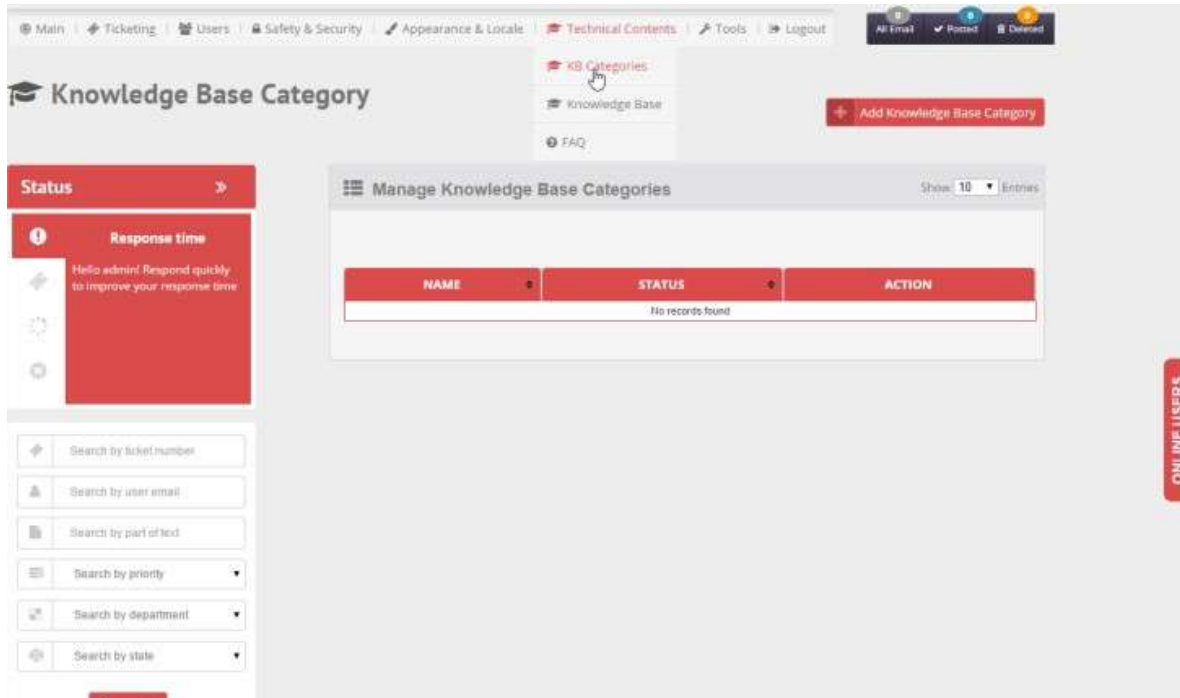 Main Ticketing Users Safety & Security Appearance & Locale Technical Contents Tools Logout
0 0 0
All Email Posted Deleted
KB Categories
Knowledge Base
FAQ
Knowledge Base Category
Add Knowledge Base Category
Status
Response time
Hello admin! Respond quickly
to improve your response time
Search by ticket number
Search by user email
Search by part of text
Search by priority
Search by department
Search by state
Manage Knowledge Base Categories
Show 10 Entries
NAME STATUS ACTION
No records found
ONLINE USERS